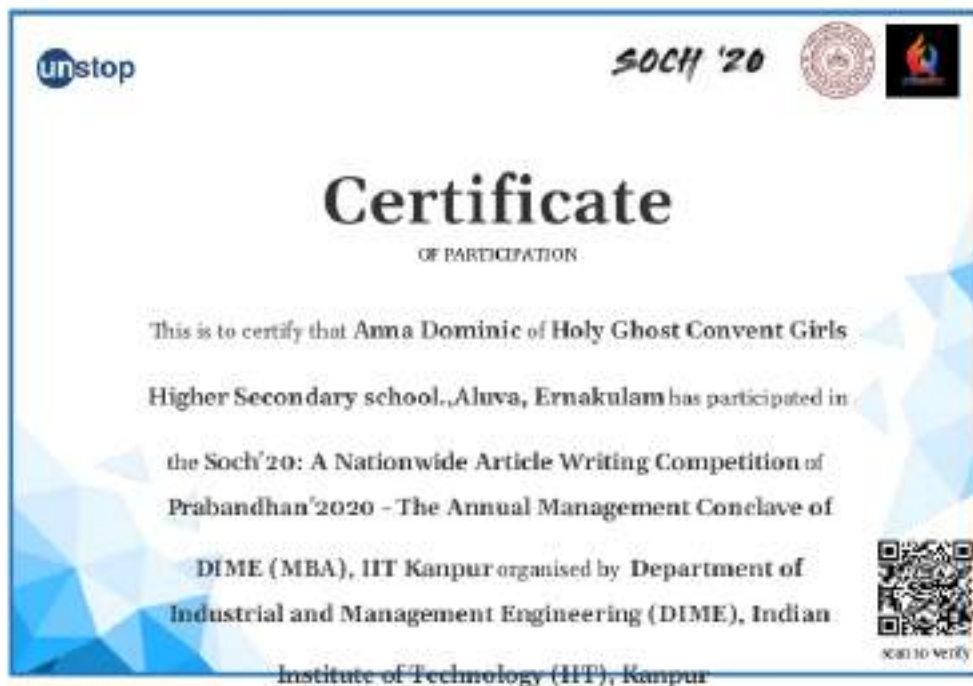 unstop
SOCH '20
Certificate
OF PARTICIPATION
This is to certify that Anna Dominic of Holy Ghost Convent Girls
Higher Secondary school.,Aluva, Ernakulam has participated in
the Soch'20: A Nationwide Article Writing Competition of
Prabandhan'2020 - The Annual Management Conclave of
DIME (MBA), IIT Kanpur organised by Department of
Industrial and Management Engineering (DIME), Indian
Institute of Technology (IIT), Kanpur
scan to verify